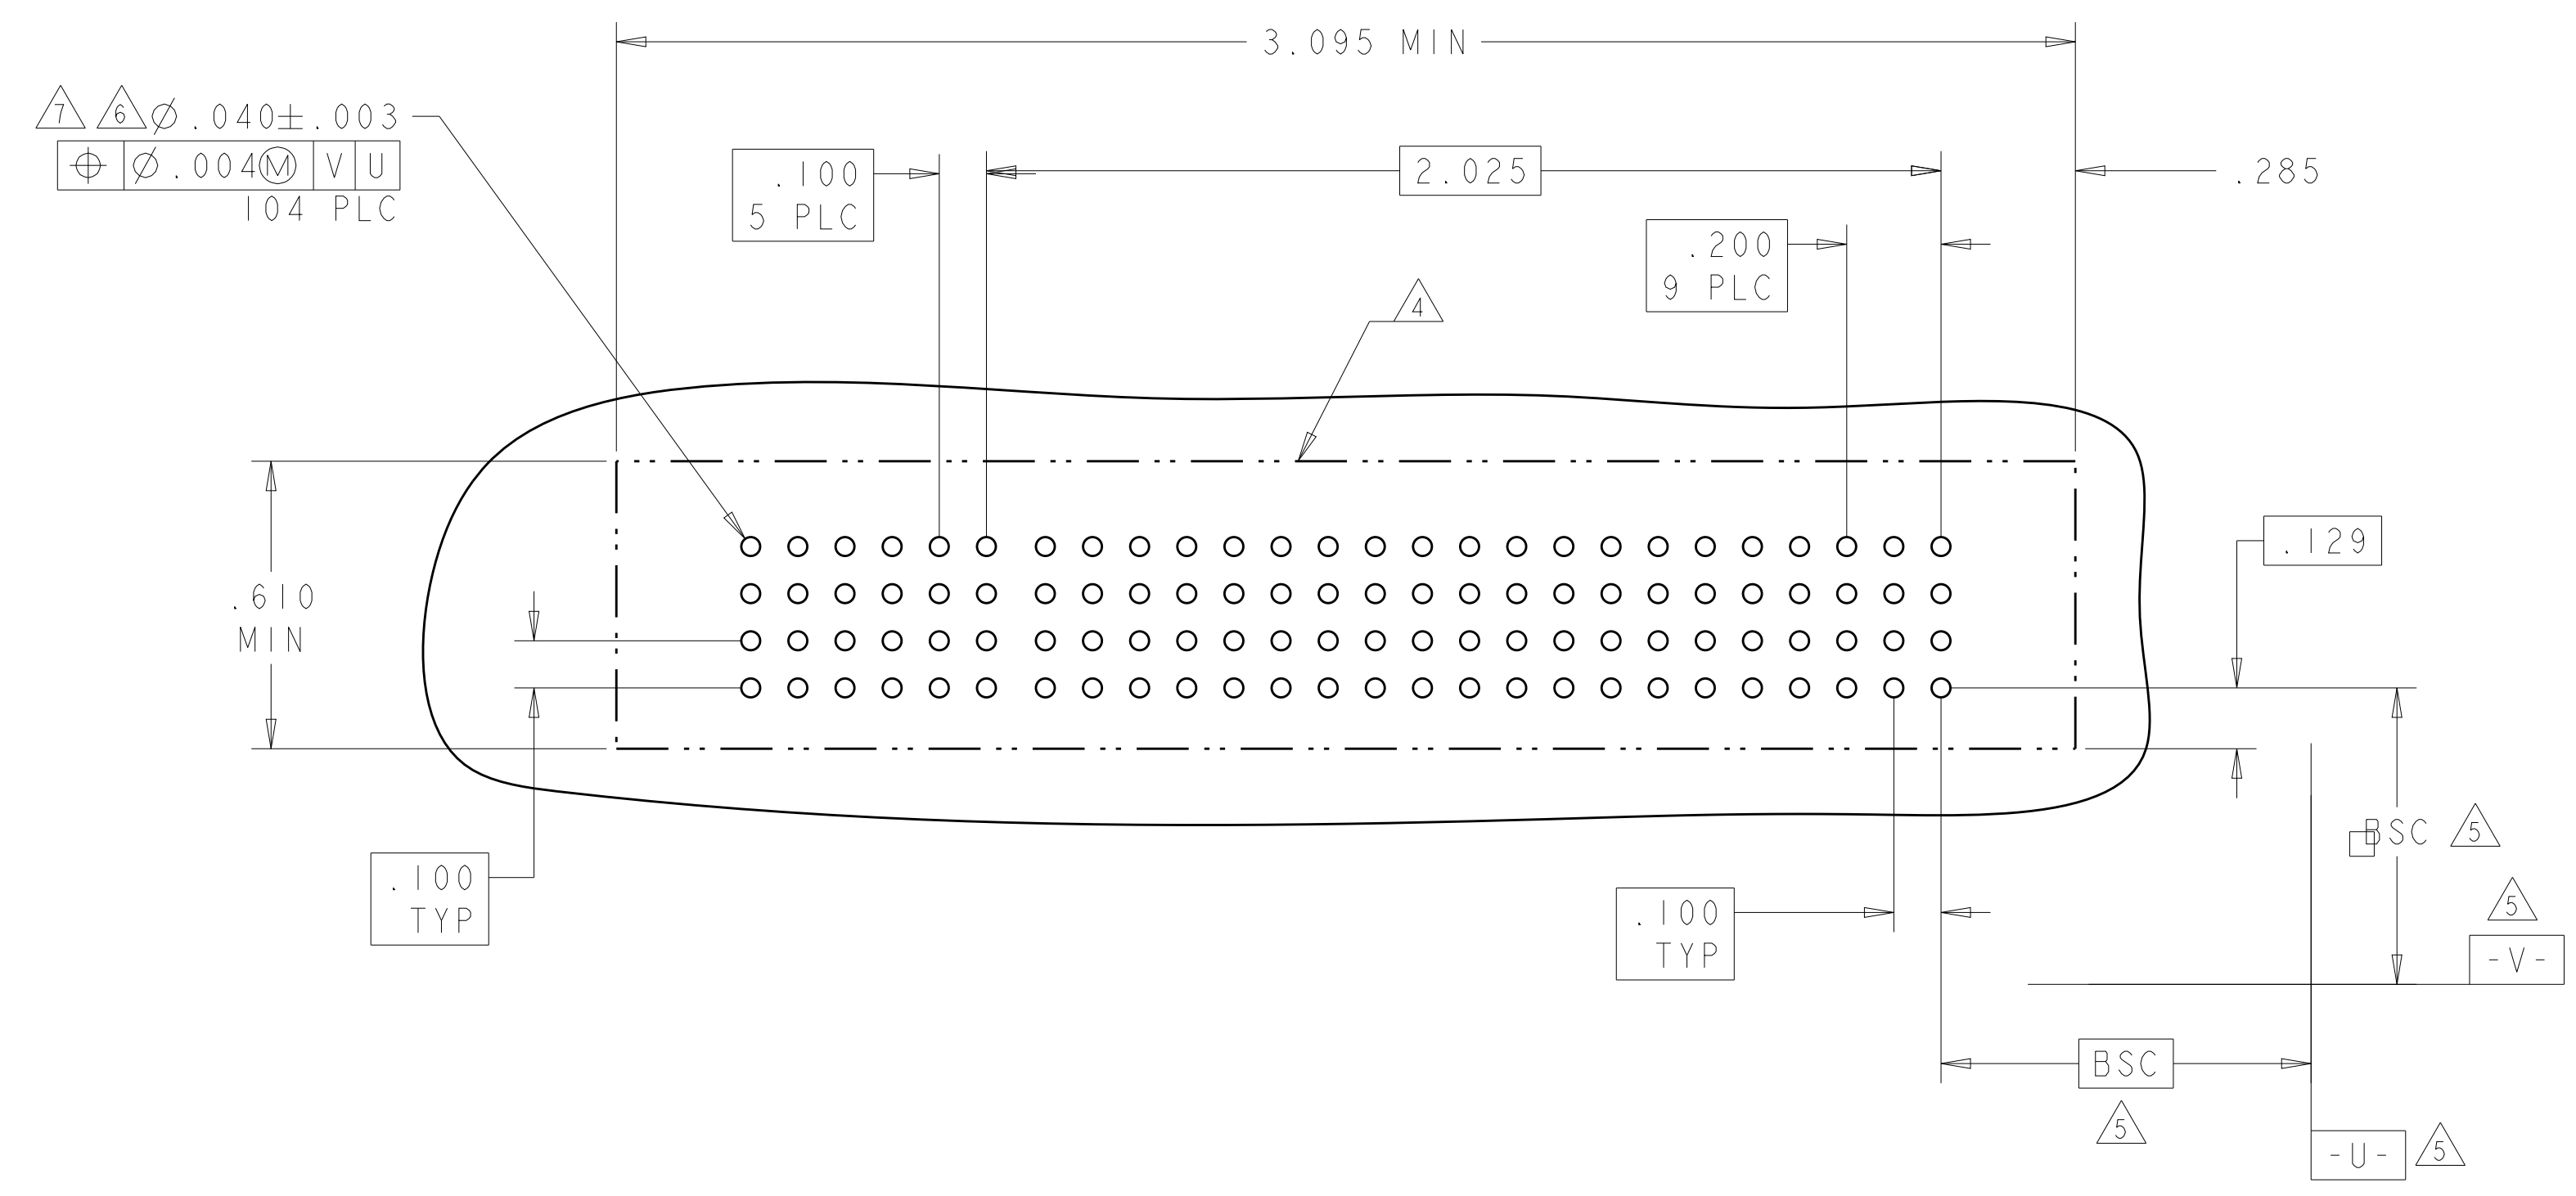 3.095 MIN
7 6 Ø.040±.003
⌖ Ø.004Ⓜ V U
104 PLC
.100
5 PLC
2.025
.285
.200
9 PLC
4
.129
.610
MIN
BSC 5
.100
TYP
.100
TYP
5
-V-
BSC
5
-U- 5